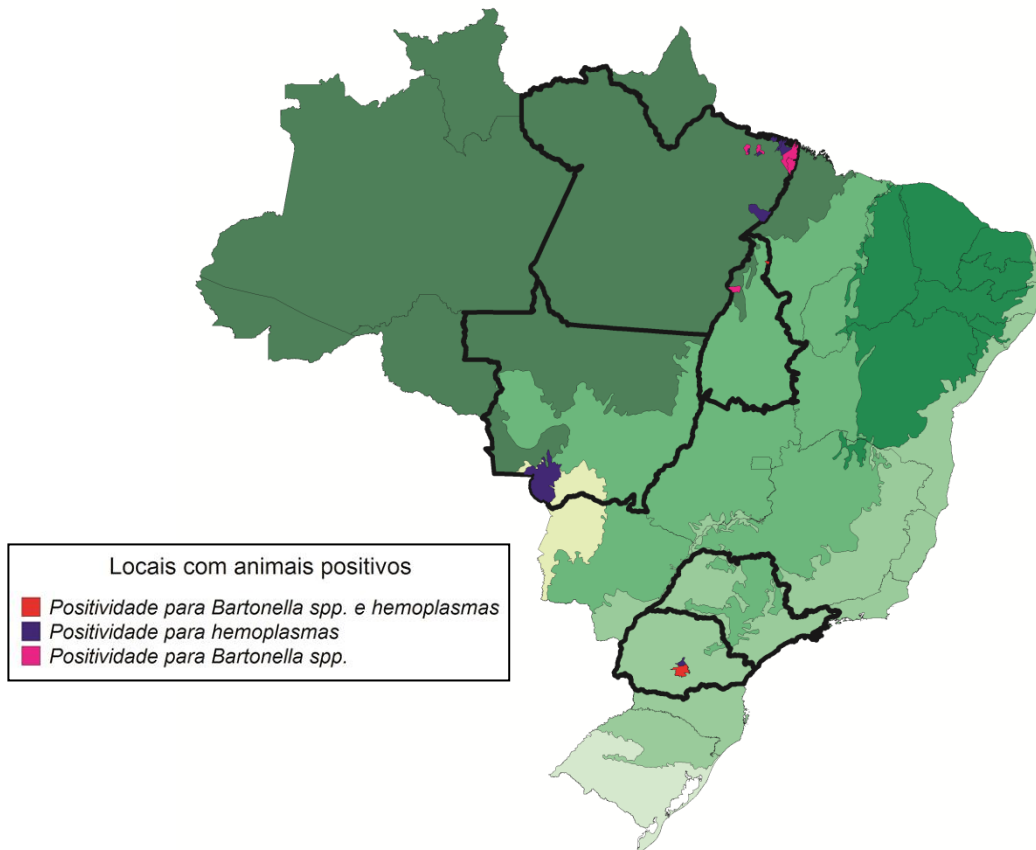 Locais com animais positivos
Positividade para Bartonella spp. e hemoplasmas
Positividade para hemoplasmas
Positividade para Bartonella spp.